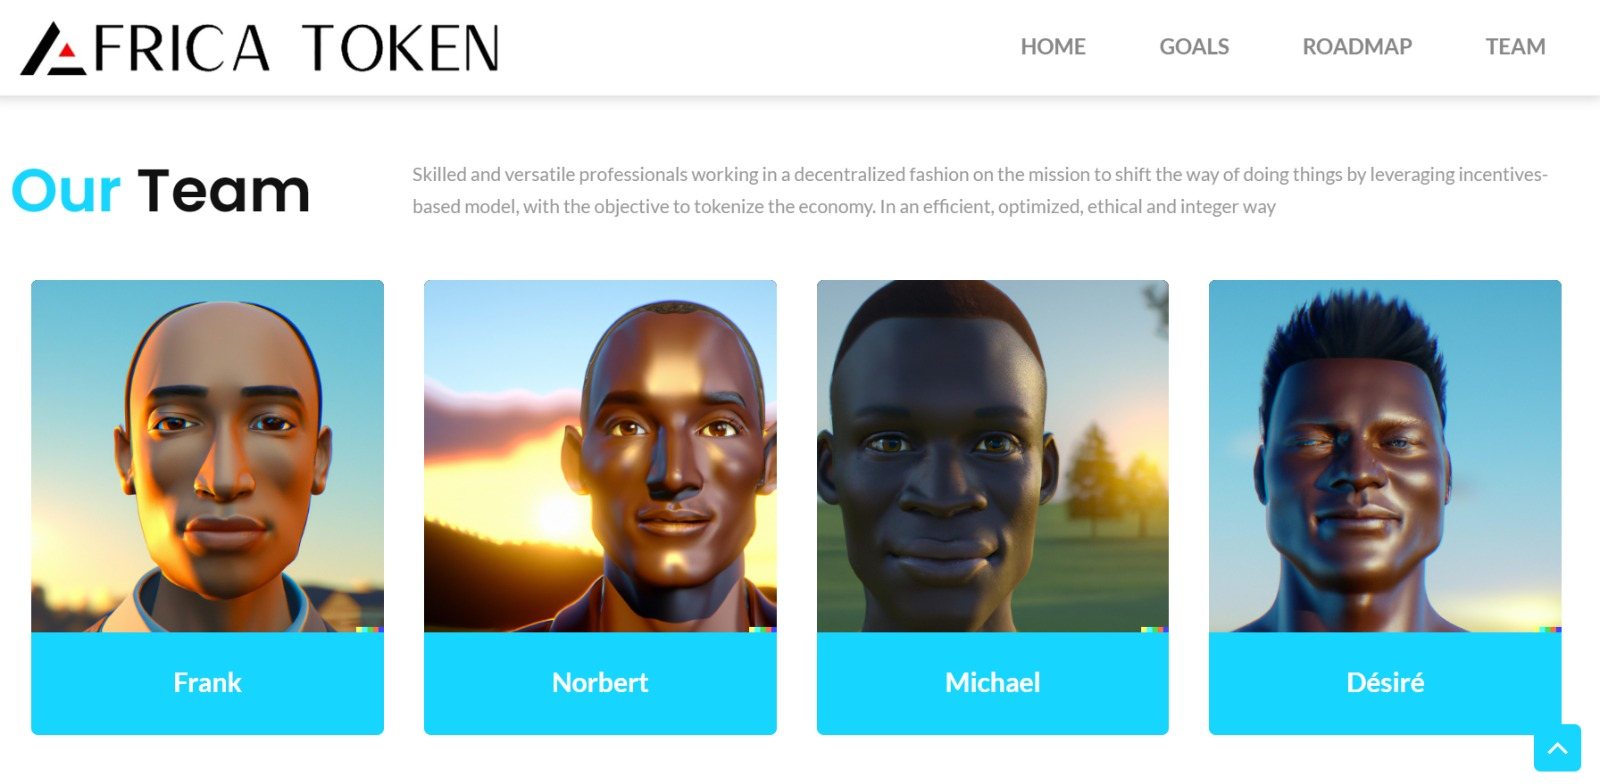 AFRICA TOKEN
HOME GOALS ROADMAP TEAM
Our Team
Skilled and versatile professionals working in a decentralized fashion on the mission to shift the way of doing things by leveraging incentives-
based model, with the objective to tokenize the economy. In an efficient, optimized, ethical and integer way
Frank
Norbert
Michael
Désiré